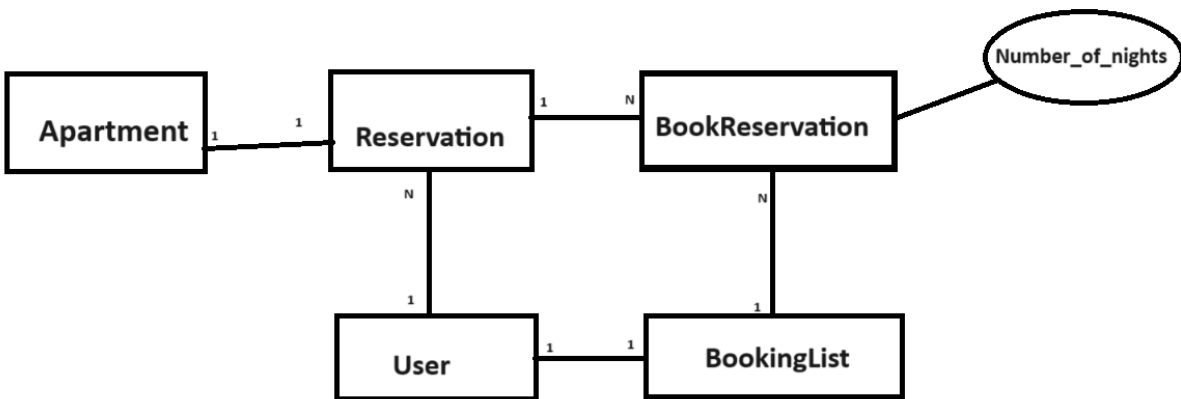 Number_of_nights
Apartment
1
1
Reservation
1
N
BookReservation
N
1
N
1
User
1
1
BookingList